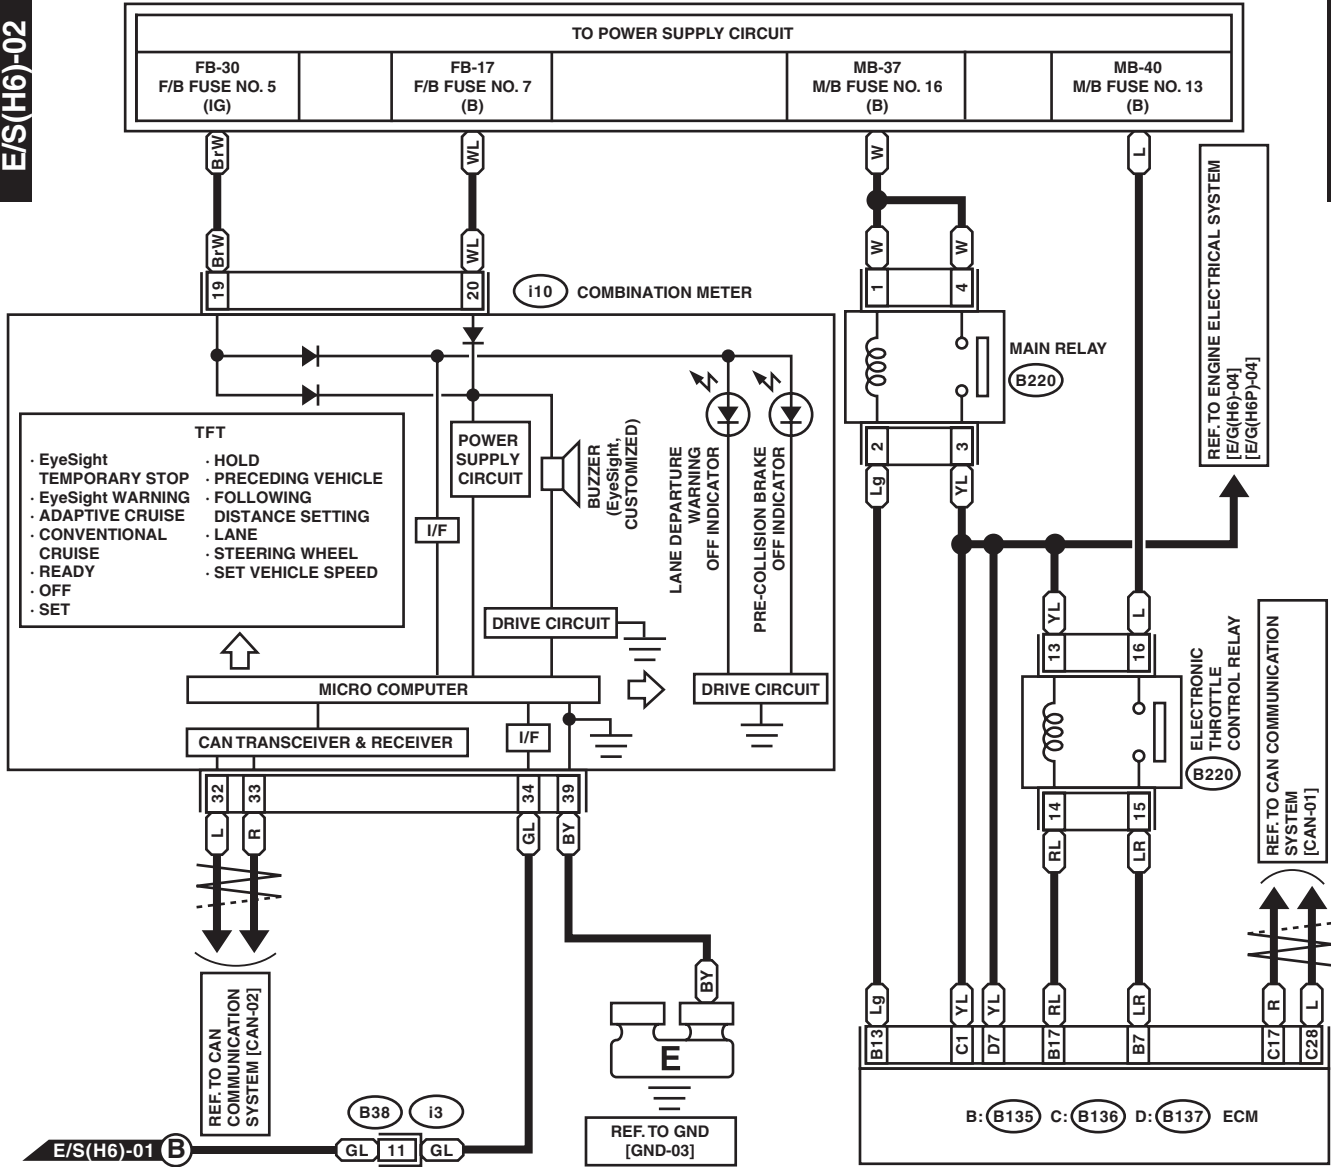 E/S(H6)-02
TO POWER SUPPLY CIRCUIT
FB-30
F/B FUSE NO. 5
(IG)
FB-17
F/B FUSE NO. 7
(B)
MB-37
M/B FUSE NO. 16
(B)
MB-40
M/B FUSE NO. 13
(B)
BrW
WL
W
L
BrW
WL
W
W
19
20
i10
COMBINATION METER
1
4
MAIN RELAY
B220
2
3
Lg
YL
REF. TO ENGINE ELECTRICAL SYSTEM
[E/G(H6)-04]
[E/G(H6P)-04]
TFT
· EyeSight
TEMPORARY STOP
· EyeSight WARNING
· ADAPTIVE CRUISE
· CONVENTIONAL
CRUISE
· READY
· OFF
· SET
· HOLD
· PRECEDING VEHICLE
· FOLLOWING
DISTANCE SETTING
· LANE
· STEERING WHEEL
· SET VEHICLE SPEED
I/F
POWER
SUPPLY
CIRCUIT
BUZZER
(EyeSight,
CUSTOMIZED)
LANE DEPARTURE
WARNING
OFF INDICATOR
PRE-COLLISION BRAKE
OFF INDICATOR
DRIVE CIRCUIT
MICRO COMPUTER
DRIVE CIRCUIT
CAN TRANSCEIVER & RECEIVER
I/F
YL
L
13
16
ELECTRONIC
THROTTLE
CONTROL RELAY
B220
14
15
RL
LR
REF. TO CAN COMMUNICATION
SYSTEM
[CAN-01]
32
33
34
39
L
R
GL
BY
REF. TO CAN
COMMUNICATION
SYSTEM [CAN-02]
BY
E
REF. TO GND
[GND-03]
Lg
YL
YL
RL
LR
R
L
B13
C1
D7
B17
B7
C17
C28
B: B135 C: B136 D: B137 ECM
B38
i3
E/S(H6)-01 B
GL 11 GL